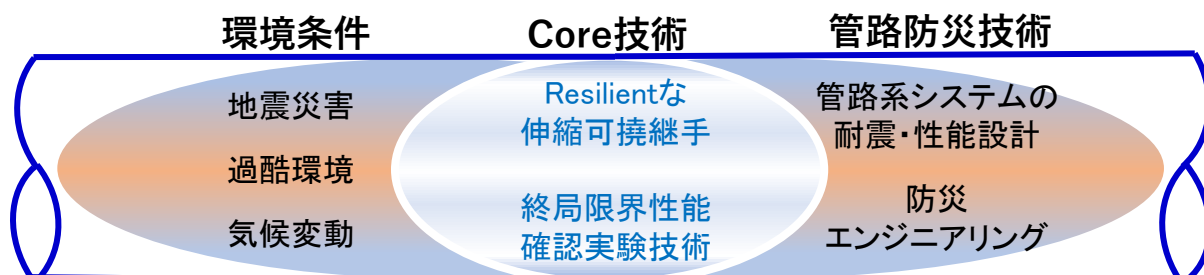 環境条件
Core技術
管路防災技術
地震災害
過酷環境
気候変動
Resilientな
伸縮可撓継手
終局限界性能
確認実験技術
管路系システムの
耐震・性能設計
防災
エンジニアリング